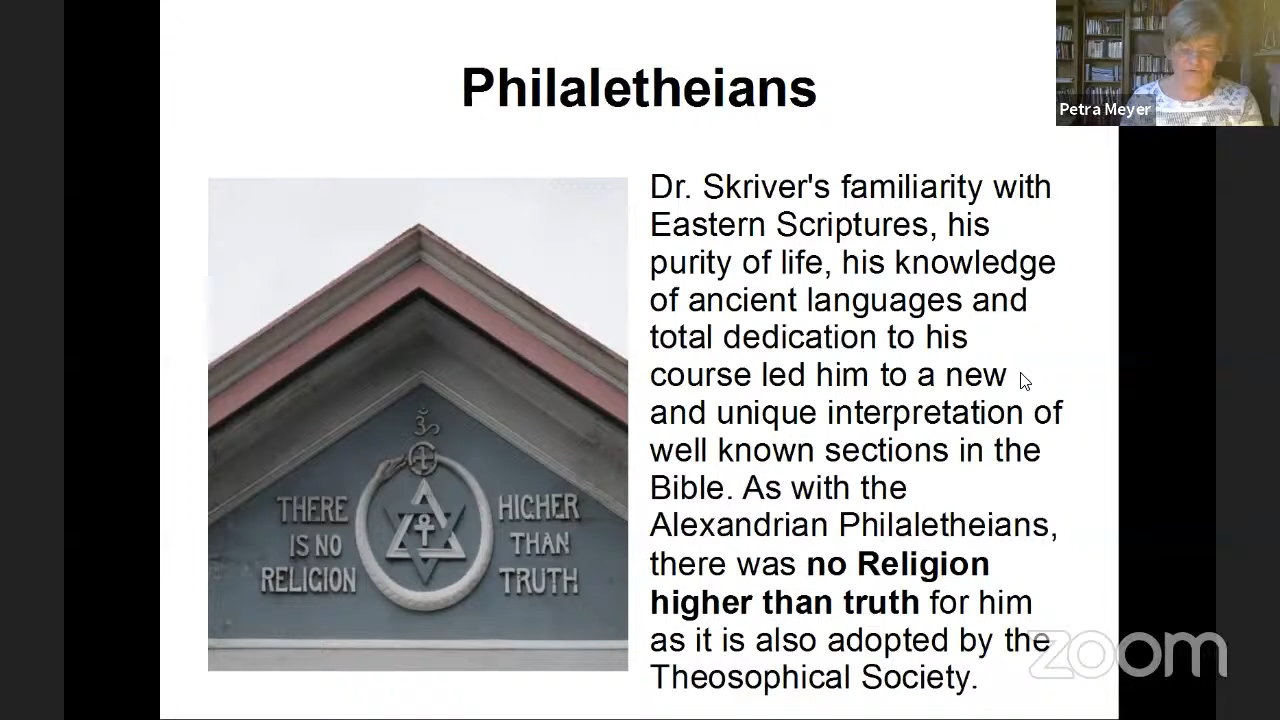 Philaletheians
Petra Meyer
Dr. Skriver's familiarity with
Eastern Scriptures, his
purity of life, his knowledge
of ancient languages and
total dedication to his
course led him to a new
and unique interpretation of
well known sections in the
Bible. As with the
Alexandrian Philaletheians,
there was no Religion
higher than truth for him
as it is also adopted by the
Theosophical Society.
ॐ
THERE
IS NO
RELIGION
HIGHER
THAN
TRUTH
zoom